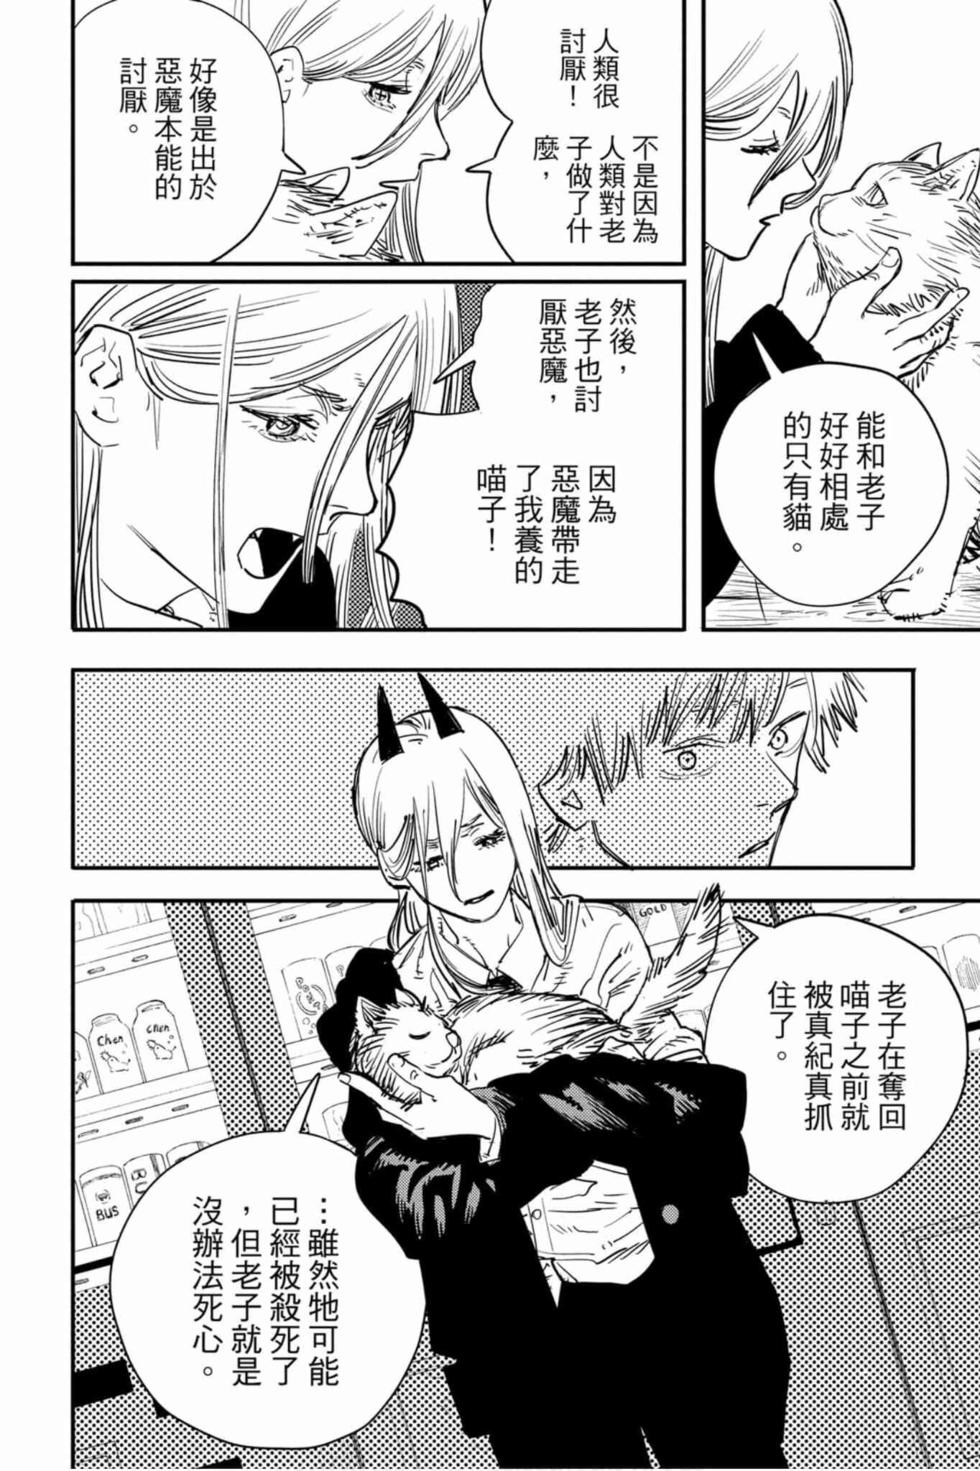 能和老子
好好相處
的只有貓。
人類很
討厭！
不是因為
人類對老
子做了什
麼，
好像是出於
惡魔本能的
討厭。
然後，
老子也討
厭惡魔，
因為
惡魔帶走
了我養的
喵子！
老子在奪回
喵子之前就
被真紀真抓
住了。
…雖然牠可能
已經被殺死了
，但老子就是
沒辦法死心。
GOLD
Chen
Chen
BUS